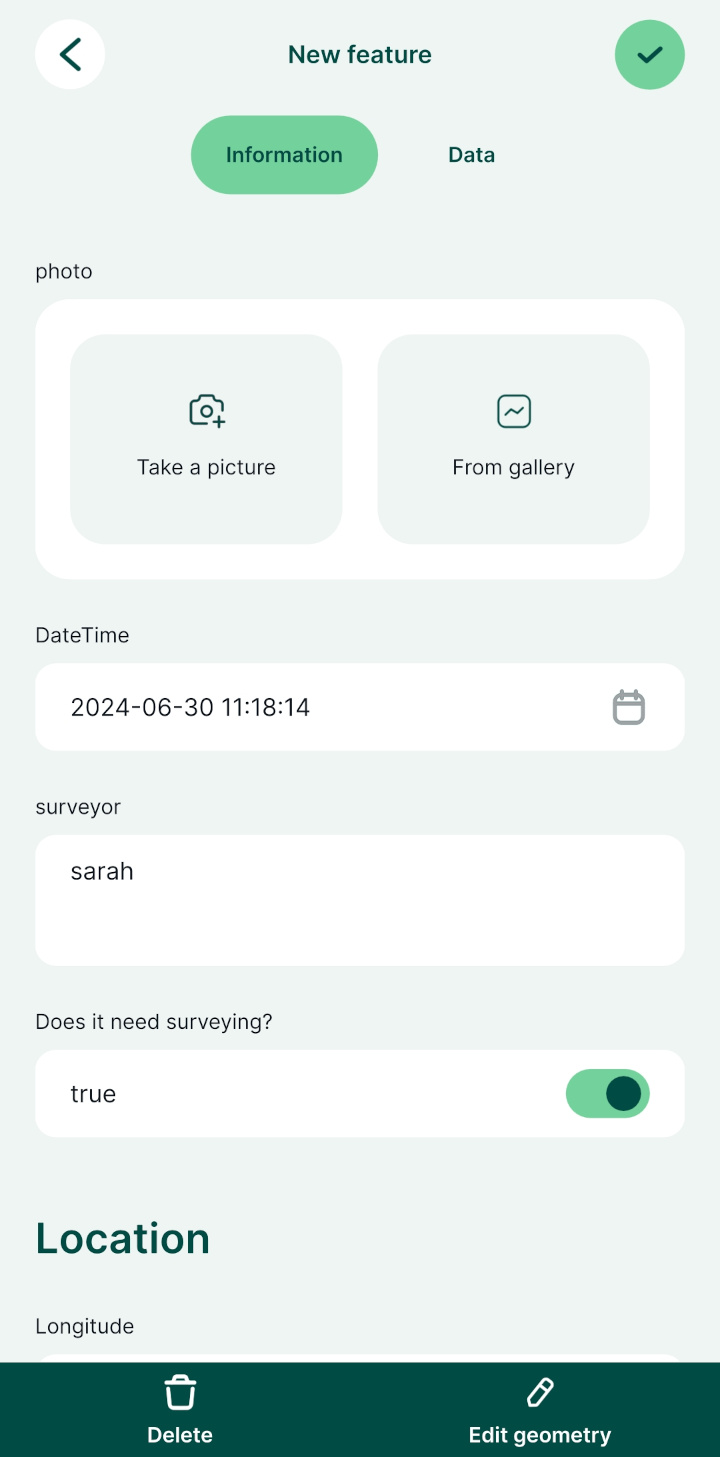 New feature
Information
Data
photo
Take a picture
From gallery
DateTime
2024-06-30 11:18:14
surveyor
sarah
Does it need surveying?
true
Location
Longitude
Delete
Edit geometry